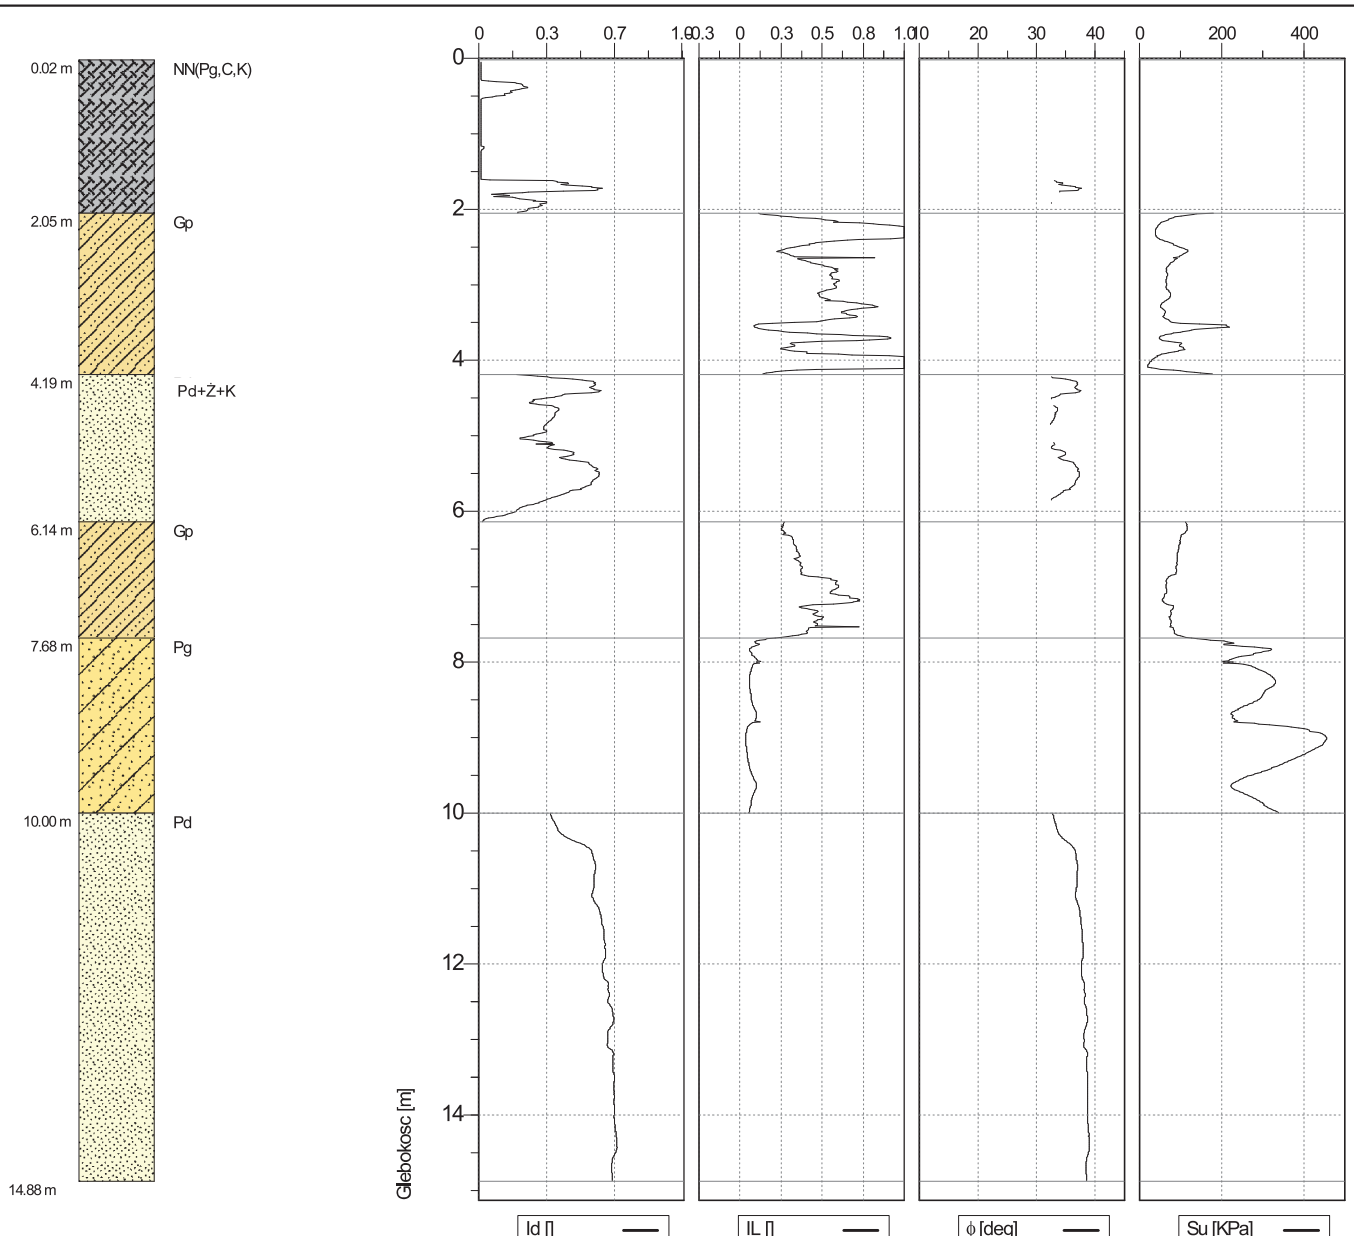 0 0.3 0.7 1.0
-0.3 0 0.3 0.5 0.8 1.0
10 20 30 40
0 200 400
0
0.02 m NN(Pg,C,K)
2
2.05 m Gp
4
4.19 m Pd+Ż+K
6
6.14 m Gp
7.68 m Pg
8
10
10.00 m Pd
12
14
Glebokosc [m]
14.88 m
Id []
IL []
ϕ [deg]
Su [KPa]